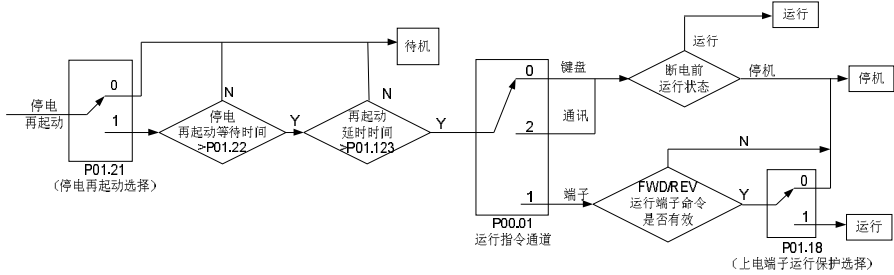 运行
待机
运行
0
键盘
断电前
运行状态
停机
停机
停电
再起动
0
N
N
停电
再起动等待时间
>P01.22
Y
再起动
延时时间
>P01.123
Y
通讯
2
1
N
P01.21
(停电再起动选择)
1
端子
FWD/REV
运行端子命令
是否有效
Y
0
1
运行
P00.01
运行指令通道
P01.18
(上电端子运行保护选择)